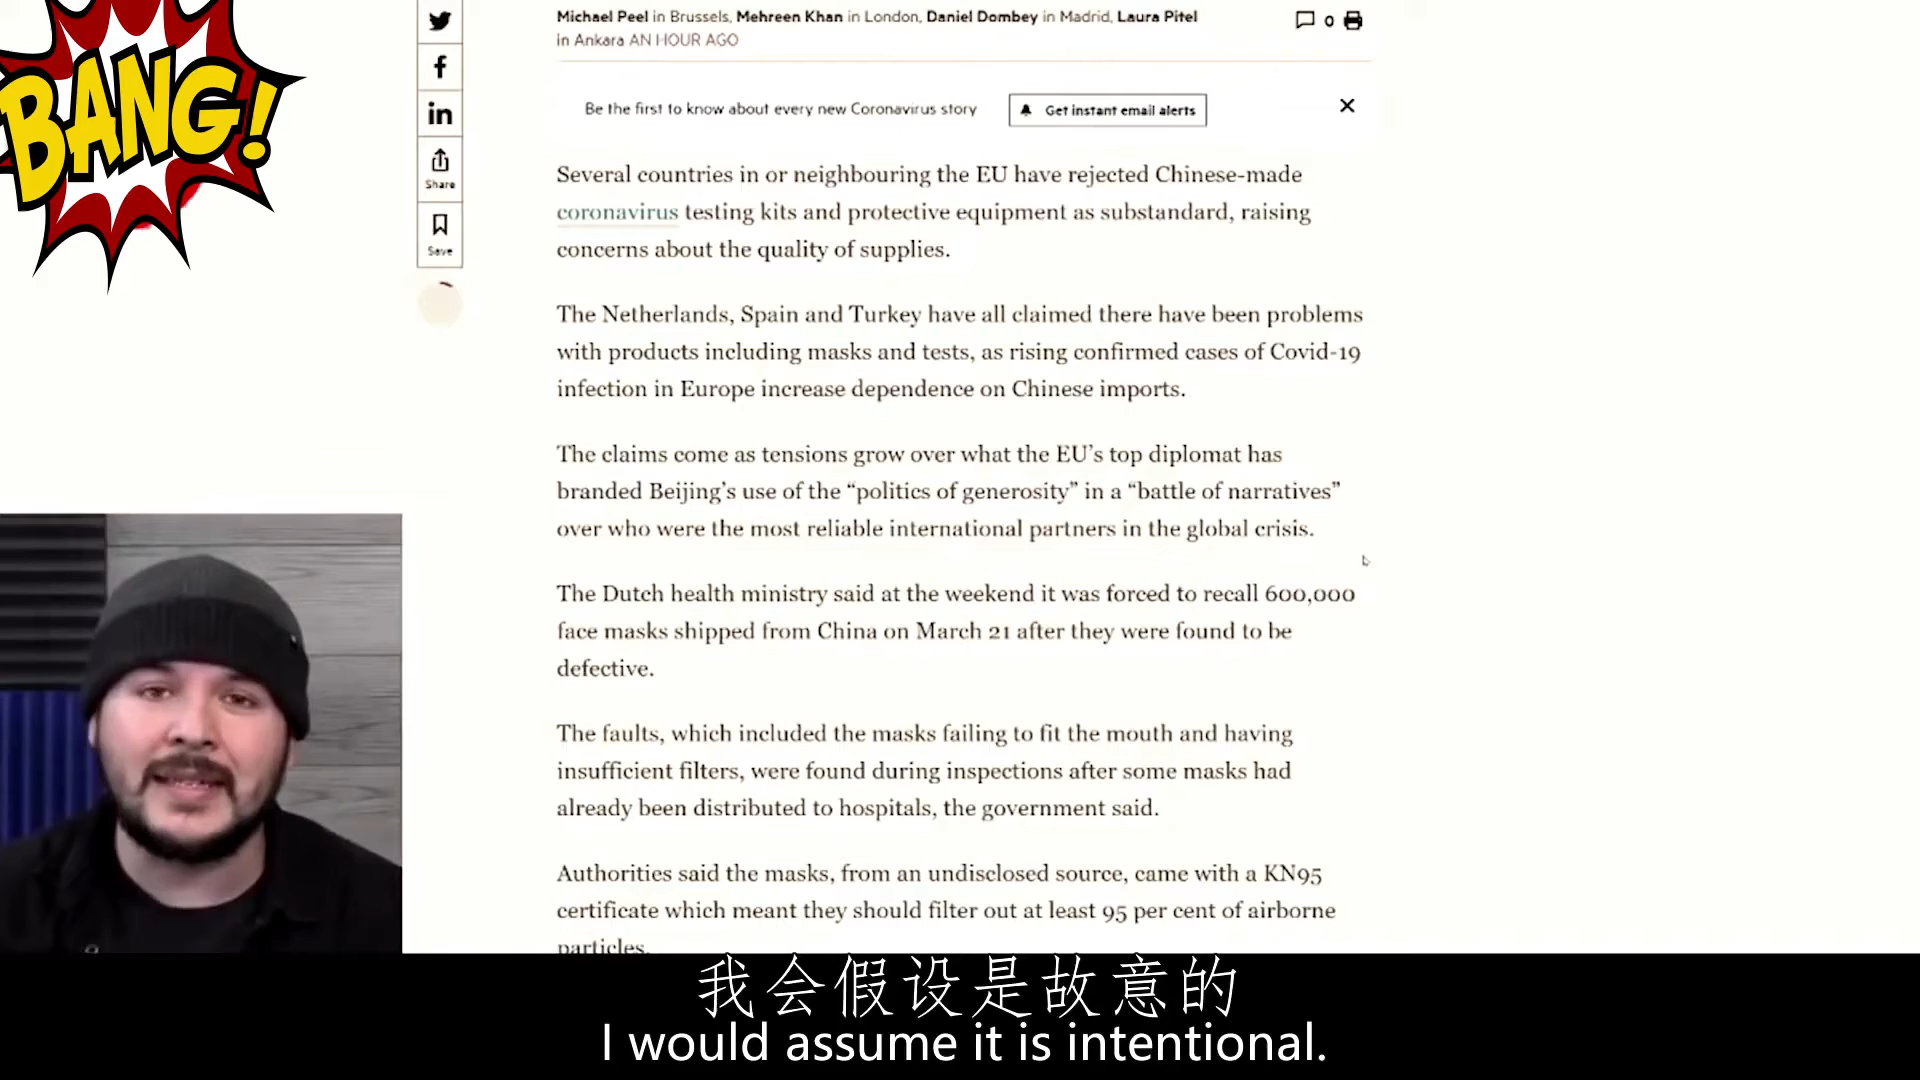 BANG!
Michael Peel in Brussels, Mehreen Khan in London, Daniel Dombey in Madrid, Laura Pitel
in Ankara AN HOUR AGO
0
Be the first to know about every new Coronavirus story
Get instant email alerts
Share
Save
Several countries in or neighbouring the EU have rejected Chinese-made
coronavirus testing kits and protective equipment as substandard, raising
concerns about the quality of supplies.
The Netherlands, Spain and Turkey have all claimed there have been problems
with products including masks and tests, as rising confirmed cases of Covid-19
infection in Europe increase dependence on Chinese imports.
The claims come as tensions grow over what the EU's top diplomat has
branded Beijing's use of the “politics of generosity” in a “battle of narratives”
over who were the most reliable international partners in the global crisis.
The Dutch health ministry said at the weekend it was forced to recall 600,000
face masks shipped from China on March 21 after they were found to be
defective.
The faults, which included the masks failing to fit the mouth and having
insufficient filters, were found during inspections after some masks had
already been distributed to hospitals, the government said.
Authorities said the masks, from an undisclosed source, came with a KN95
certificate which meant they should filter out at least 95 per cent of airborne
particles.
我会假设是故意的
I would assume it is intentional.